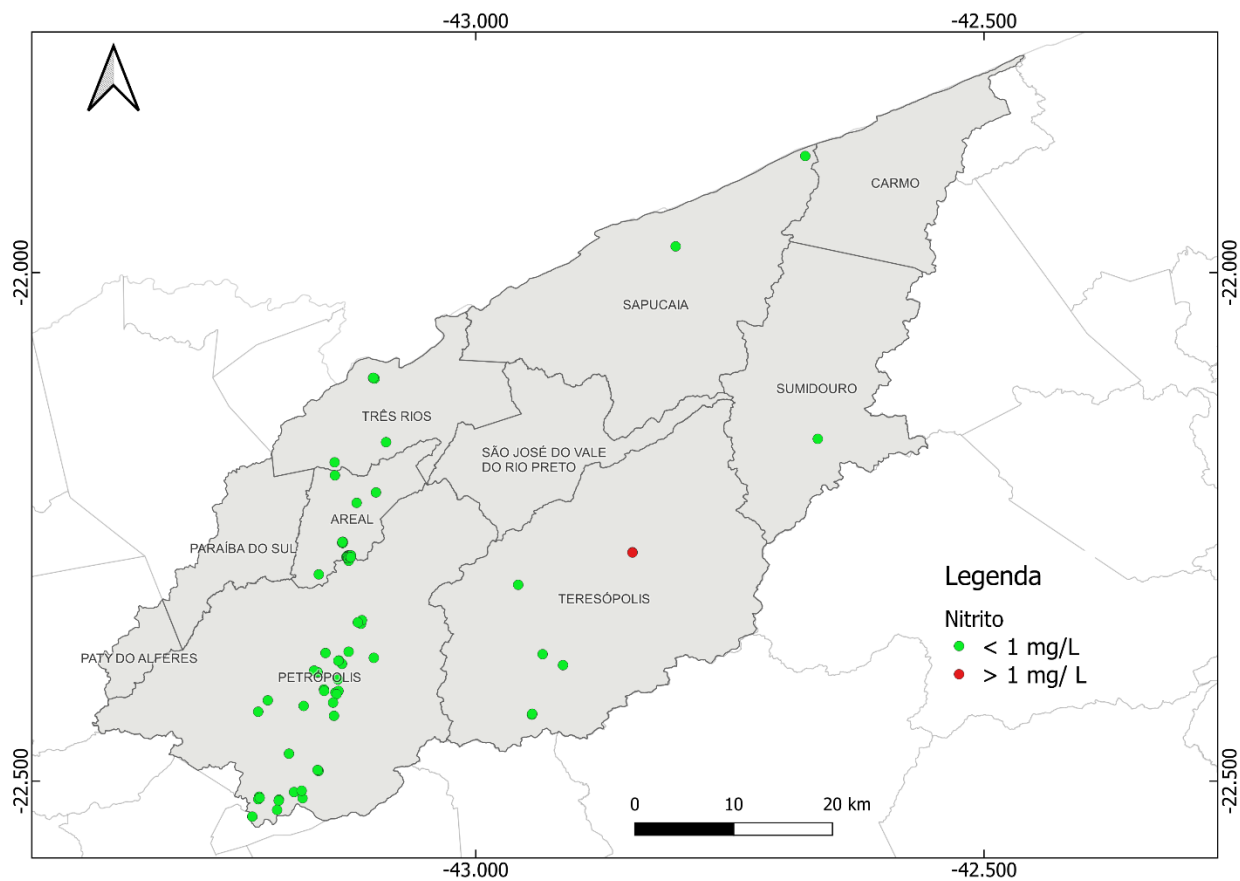 -43.000
-42.500
CARMO
-22.000
-22.000
SAPUCAIA
SUMIDOURO
TRÊS RIOS
SÃO JOSÉ DO VALE
DO RIO PRETO
AREAL
PARAÍBA DO SUL
Legenda
TERESÓPOLIS
Nitrito
< 1 mg/L
PATY DO ALFERES
PETRÓPOLIS
> 1 mg/ L
-22.500
-22.500
0 10 20 km
-43.000
-42.500